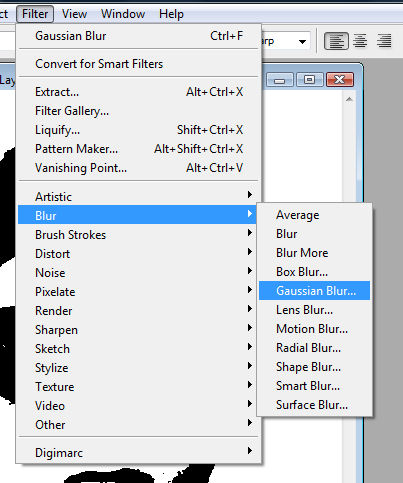 ct Filter View Window Help
Gaussian Blur Ctrl+F
arp
Convert for Smart Filters
Lay
Extract... Alt+Ctrl+X
Filter Gallery...
Liquify... Shift+Ctrl+X
Pattern Maker... Alt+Shift+Ctrl+X
Vanishing Point... Alt+Ctrl+V
Artistic
Blur
Brush Strokes
Distort
Noise
Pixelate
Render
Sharpen
Sketch
Stylize
Texture
Video
Other
Digimarc
Average
Blur
Blur More
Box Blur...
Gaussian Blur...
Lens Blur...
Motion Blur...
Radial Blur...
Shape Blur...
Smart Blur...
Surface Blur...